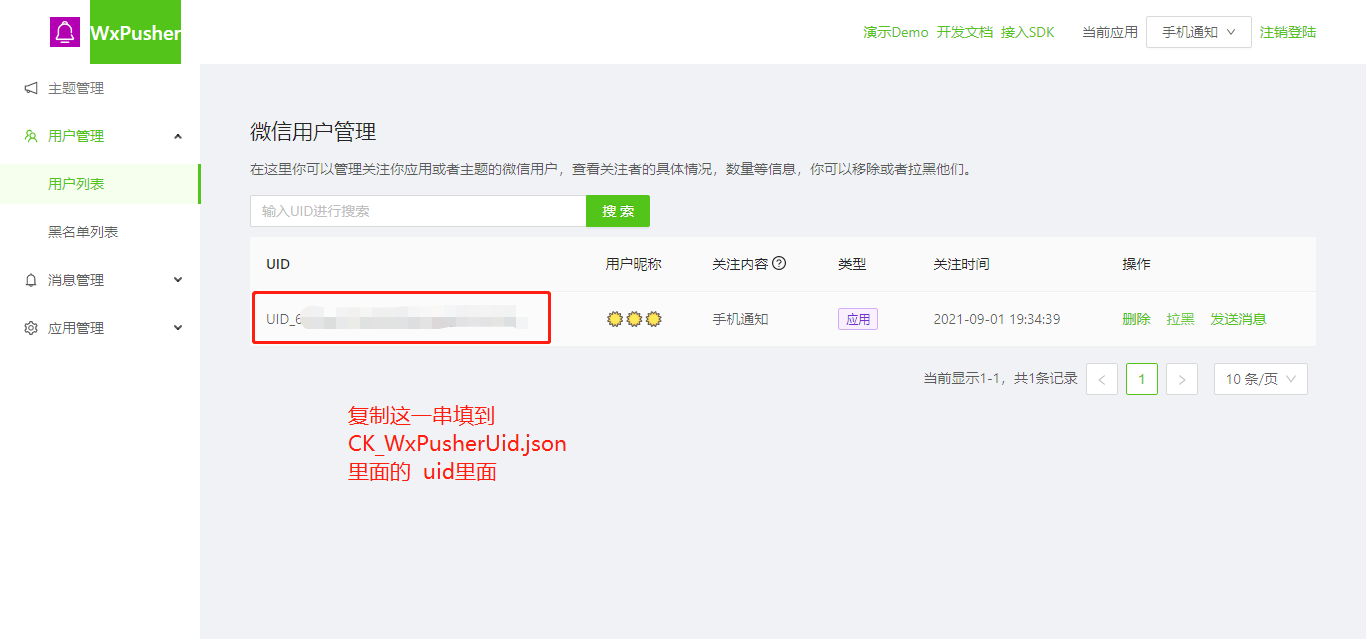 WxPusher
演示Demo 开发文档 接入SDK 当前应用 手机通知 注销登陆
主题管理
用户管理
用户列表
黑名单列表
消息管理
应用管理
微信用户管理
在这里你可以管理关注你应用或者主题的微信用户，查看关注者的具体情况，数量等信息，你可以移除或者拉黑他们。
输入UID进行搜索 搜 索
UID 用户昵称 关注内容 类型 关注时间 操作
UID_6 手机通知 应用 2021-09-01 19:34:39 删除 拉黑 发送消息
当前显示1-1，共1条记录 < 1 > 10 条/页
复制这一串填到
CK_WxPusherUid.json
里面的 uid里面